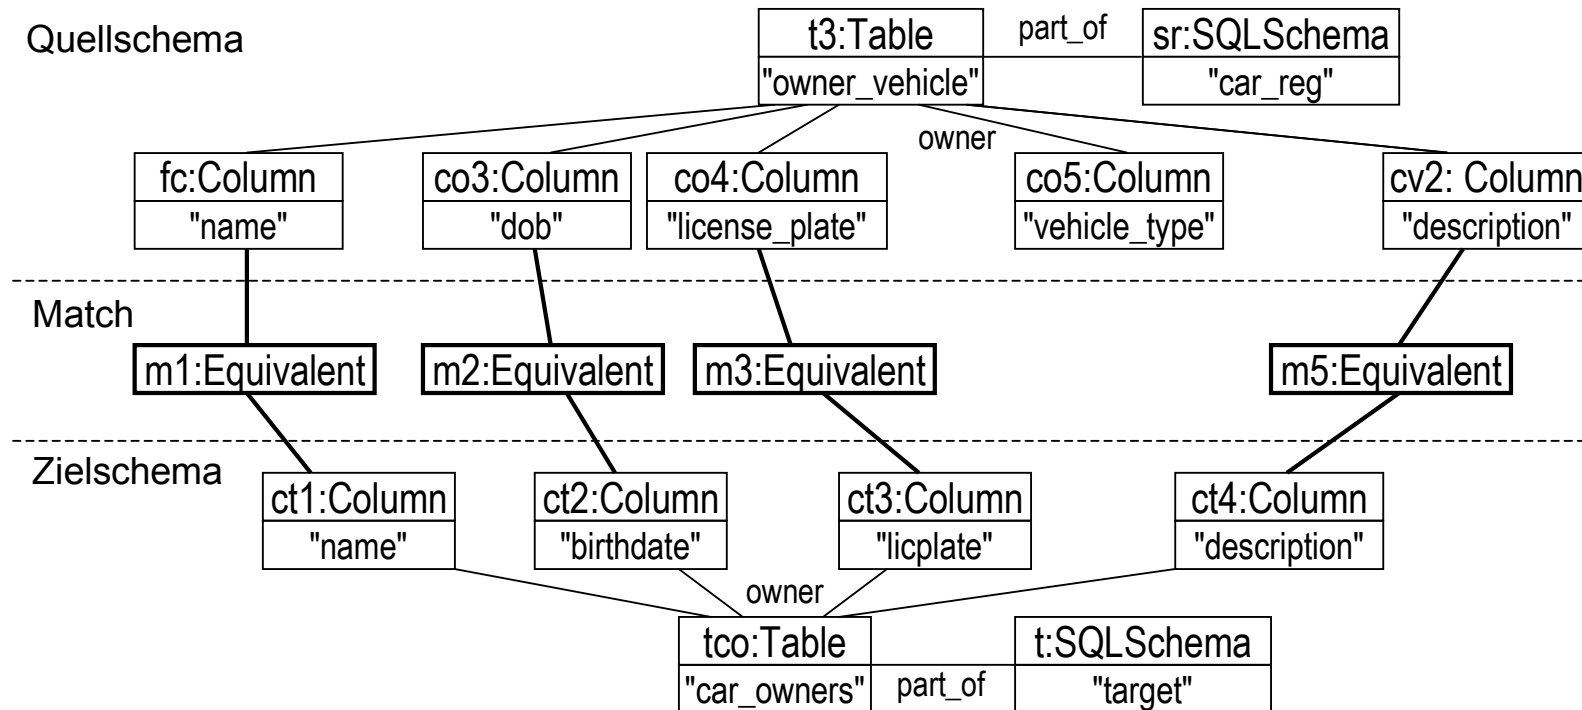 Quellschema
t3:Table
part_of
sr:SQLSchema
"owner_vehicle"
"car_reg"
owner
fc:Column
co3:Column
co4:Column
co5:Column
cv2: Column
"name"
"dob"
"license_plate"
"vehicle_type"
"description"
Match
m1:Equivalent
m2:Equivalent
m3:Equivalent
m5:Equivalent
Zielschema
ct1:Column
ct2:Column
ct3:Column
ct4:Column
"name"
"birthdate"
"licplate"
"description"
owner
tco:Table
t:SQLSchema
"car_owners"
part_of
"target"